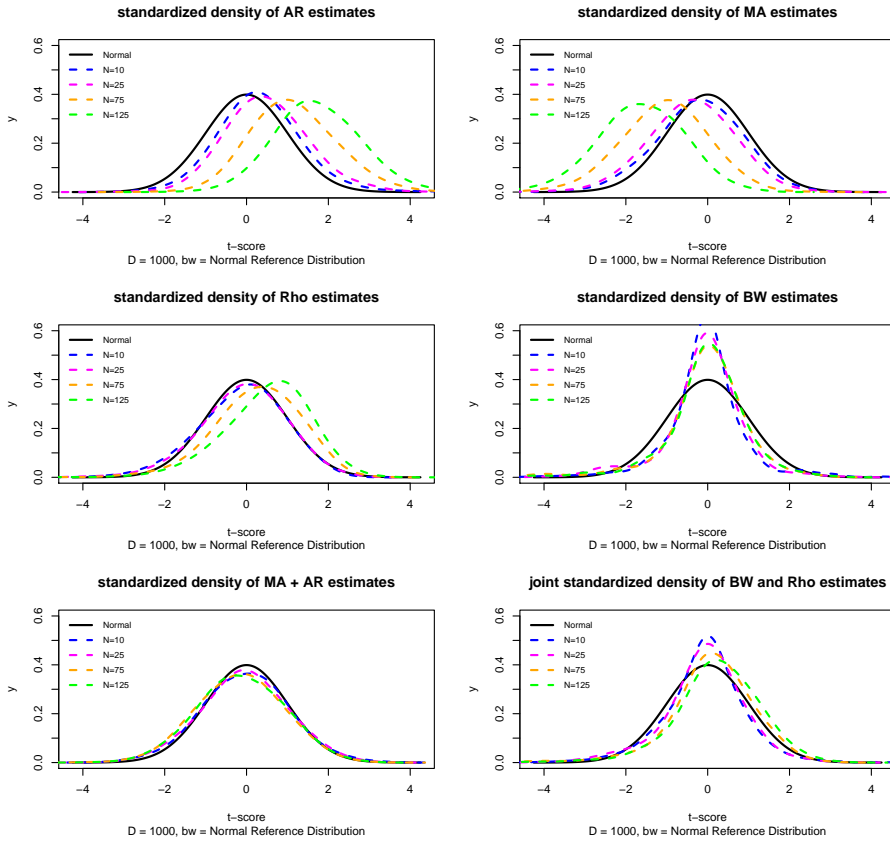 standardized density of AR estimates
y
0.0 0.2 0.4 0.6
Normal
N=10
N=25
N=75
N=125
−4 −2 0 2 4
t−score
D = 1000, bw = Normal Reference Distribution
standardized density of MA estimates
y
0.0 0.2 0.4 0.6
Normal
N=10
N=25
N=75
N=125
−4 −2 0 2 4
t−score
D = 1000, bw = Normal Reference Distribution
standardized density of Rho estimates
y
0.0 0.2 0.4 0.6
Normal
N=10
N=25
N=75
N=125
−4 −2 0 2 4
t−score
D = 1000, bw = Normal Reference Distribution
standardized density of BW estimates
y
0.0 0.2 0.4 0.6
Normal
N=10
N=25
N=75
N=125
−4 −2 0 2 4
t−score
D = 1000, bw = Normal Reference Distribution
standardized density of MA + AR estimates
y
0.0 0.2 0.4 0.6
Normal
N=10
N=25
N=75
N=125
−4 −2 0 2 4
t−score
D = 1000, bw = Normal Reference Distribution
joint standardized density of BW and Rho estimates
y
0.0 0.2 0.4 0.6
Normal
N=10
N=25
N=75
N=125
−4 −2 0 2 4
t−score
D = 1000, bw = Normal Reference Distribution